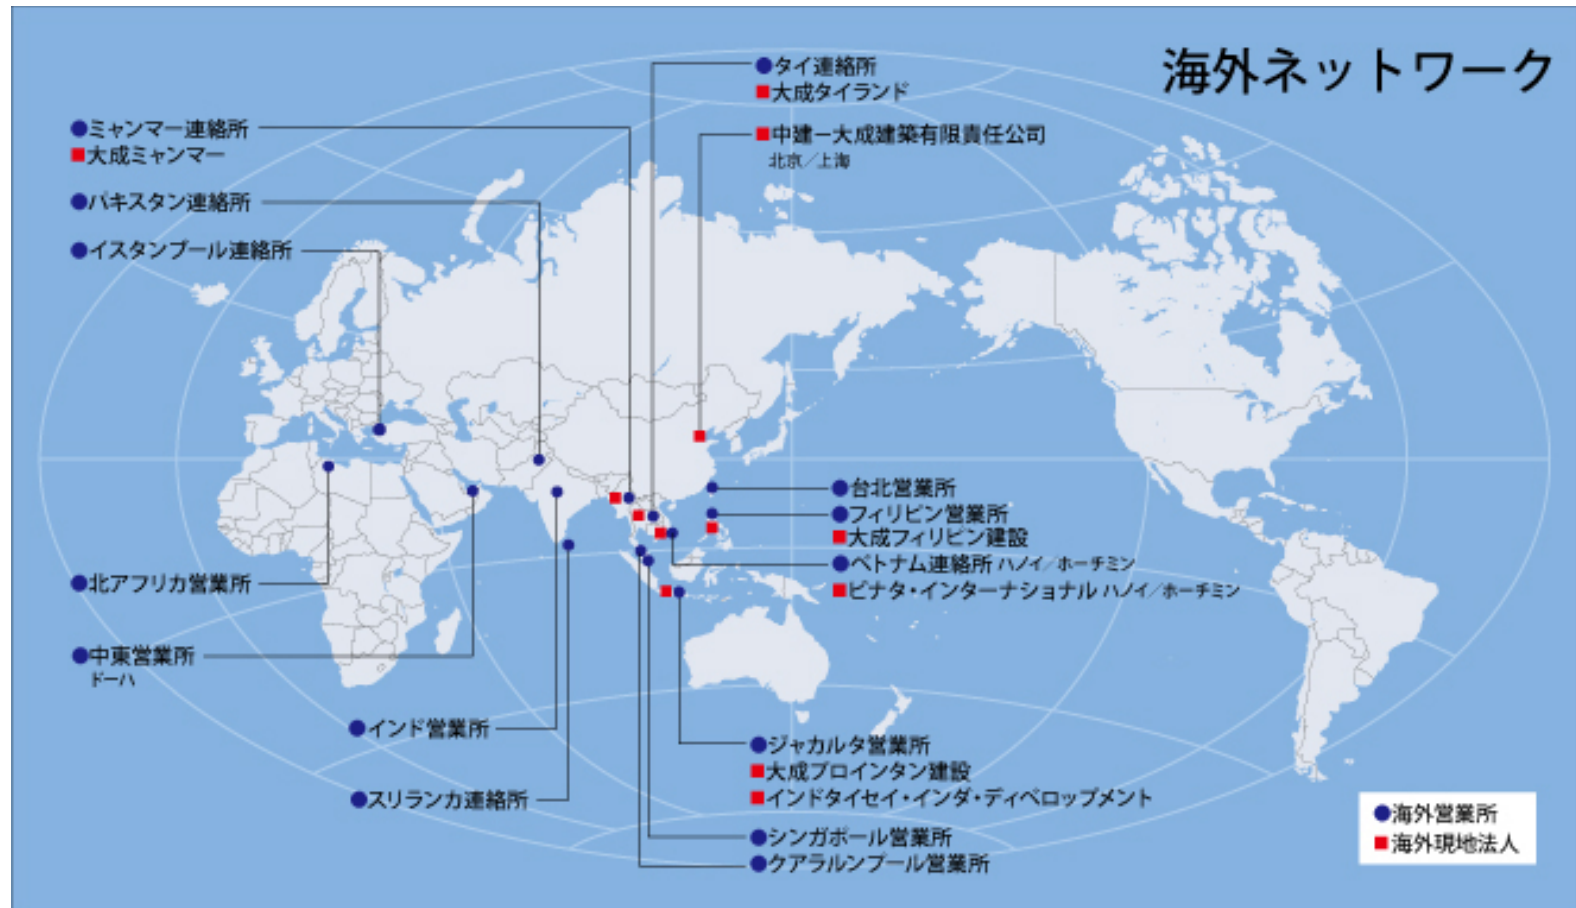 海外ネットワーク
●タイ連絡所
■大成タイランド
●ミャンマー連絡所
■大成ミャンマー
■中建－大成建築有限責任公司
北京／上海
●パキスタン連絡所
●イスタンブール連絡所
●台北営業所
●フィリピン営業所
■大成フィリピン建設
●ベトナム連絡所 ハノイ／ホーチミン
■ビナタ・インターナショナル ハノイ／ホーチミン
●北アフリカ営業所
●中東営業所
ドーハ
●インド営業所
●スリランカ連絡所
●ジャカルタ営業所
■大成プロインタン建設
■インドタイセイ・インダ・ディベロップメント
●シンガポール営業所
●クアラルンプール営業所
●海外営業所
■海外現地法人